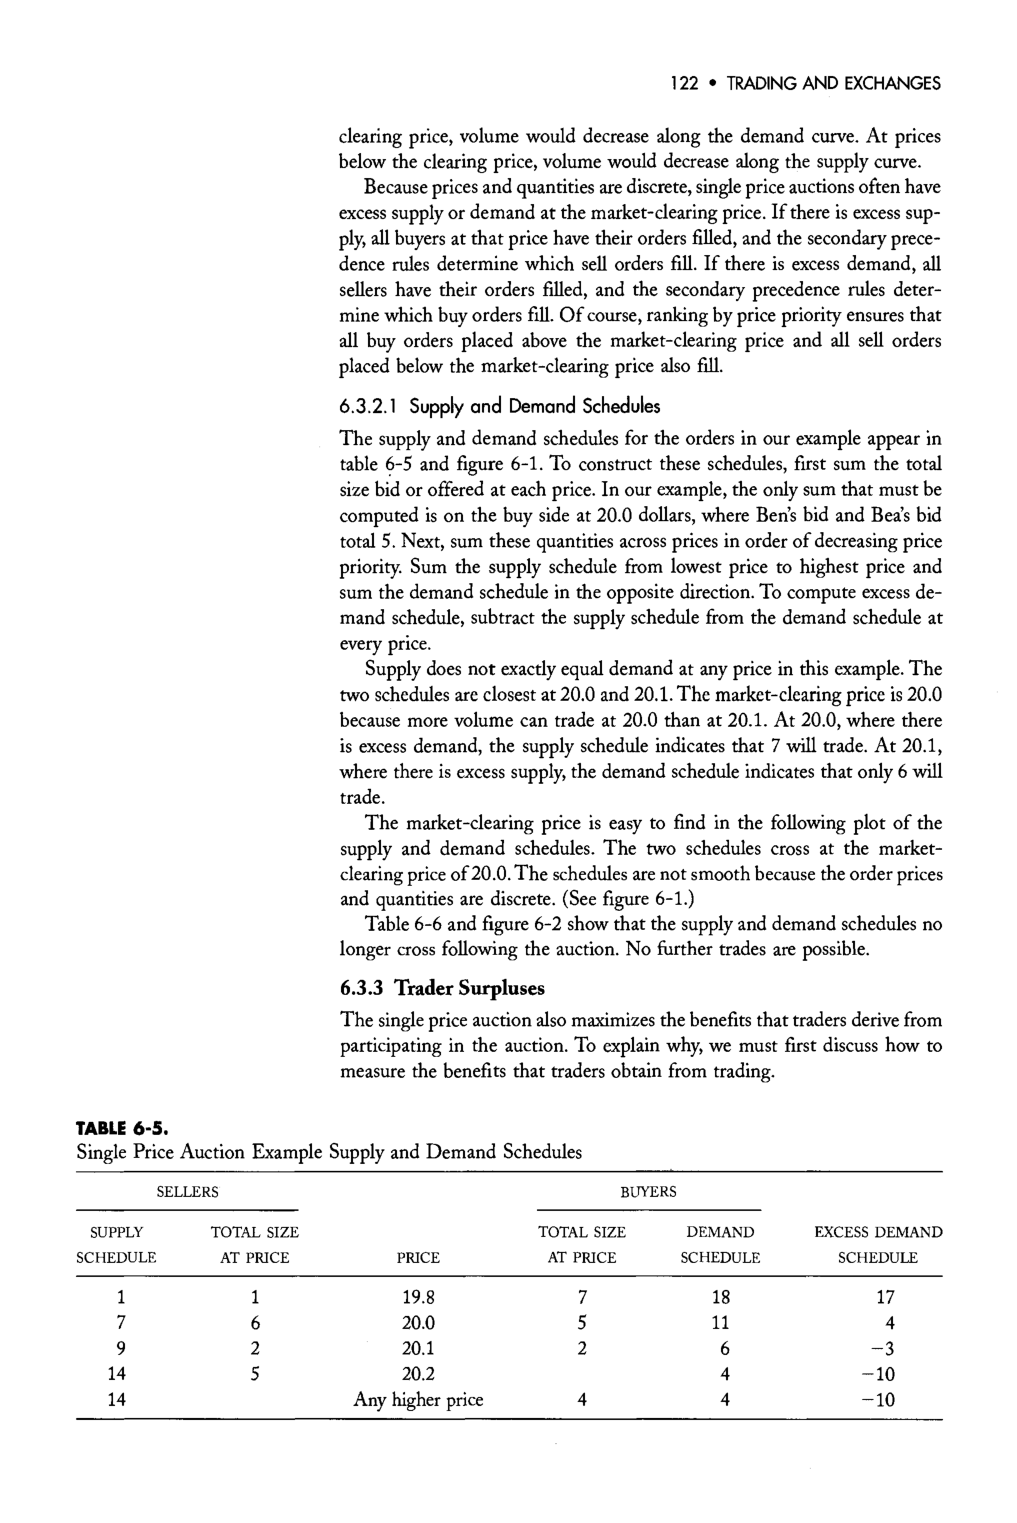 122 • TRADING AND EXCHANGES
clearing price, volume would decrease along the demand curve. At prices
below the clearing price, volume would decrease along the supply curve.
Because prices and quantities are discrete, single price auctions often have
excess supply or demand at the market-clearing price. If there is excess sup-
ply, all buyers at that price have their orders filled, and the secondary prece-
dence rules determine which sell orders fill. If there is excess demand, all
sellers have their orders filled, and the secondary precedence rules deter-
mine which buy orders fill. Of course, ranking by price priority ensures that
all buy orders placed above the market-clearing price and all sell orders
placed below the market-clearing price also fill.
6.3.2.1 Supply and Demand Schedules
The supply and demand schedules for the orders in our example appear in
table 6-5 and figure 6-1. To construct these schedules, first sum the total
size bid or offered at each price. In our example, the only sum that must be
computed is on the buy side at 20.0 dollars, where Ben's bid and Bea's bid
total 5. Next, sum these quantities across prices in order of decreasing price
priority. Sum the supply schedule from lowest price to highest price and
sum the demand schedule in the opposite direction. To compute excess de-
mand schedule, subtract the supply schedule from the demand schedule at
every price.
Supply does not exactly equal demand at any price in this example. The
two schedules are closest at 20.0 and 20.1. The market-clearing price is 20.0
because more volume can trade at 20.0 than at 20.1. At 20.0, where there
is excess demand, the supply schedule indicates that 7 will trade. At 20.1,
where there is excess supply, the demand schedule indicates that only 6 will
trade.
The market-clearing price is easy to find in the following plot of the
supply and demand schedules. The two schedules cross at the market-
clearing price of 20.0. The schedules are not smooth because the order prices
and quantities are discrete. (See figure 6-1.)
Table 6-6 and figure 6-2 show that the supply and demand schedules no
longer cross following the auction. No further trades are possible.
6.3.3 Trader Surpluses
The single price auction also maximizes the benefits that traders derive from
participating in the auction. To explain why, we must first discuss how to
measure the benefits that traders obtain from trading.
TABLE 6-5.
Single Price Auction Example Supply and Demand Schedules
SELLERS BUYERS
SUPPLY TOTAL SIZE TOTAL SIZE DEMAND EXCESS DEMAND
SCHEDULE AT PRICE PRICE AT PRICE SCHEDULE SCHEDULE
1 1 19.8 7 18 17
7 6 20.0 5 11 4
9 2 20.1 2 6 −3
14 5 20.2 4 −10
14 Any higher price 4 4 −10